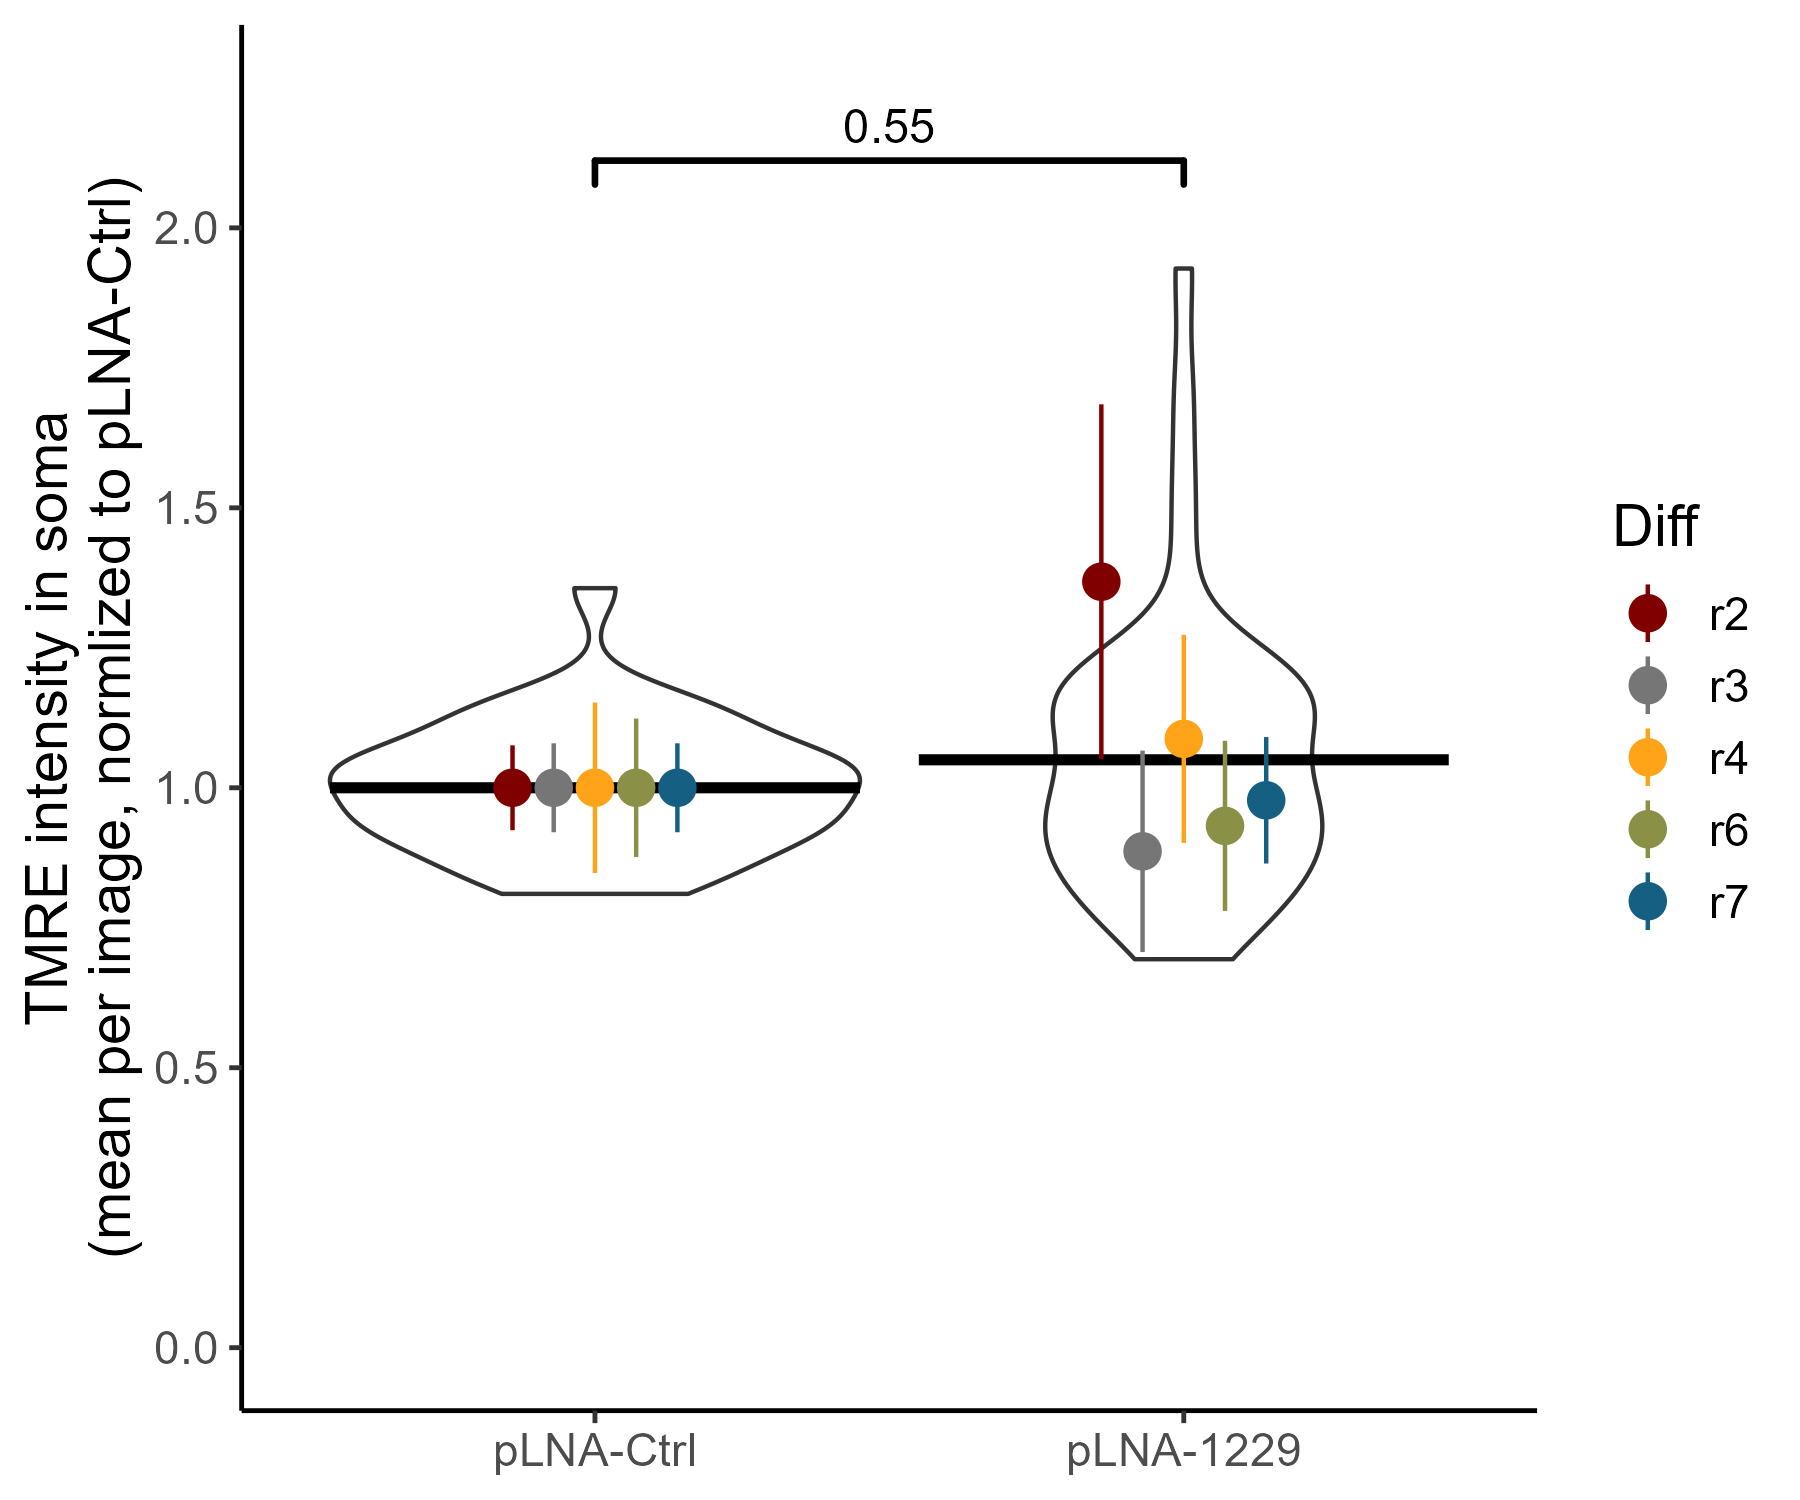 TMRE intensity in soma
(mean per image, normlized to pLNA-Ctrl)
2.0
1.5
1.0
0.5
0.0
0.55
pLNA-Ctrl
pLNA-1229
Diff
r2
r3
r4
r6
r7